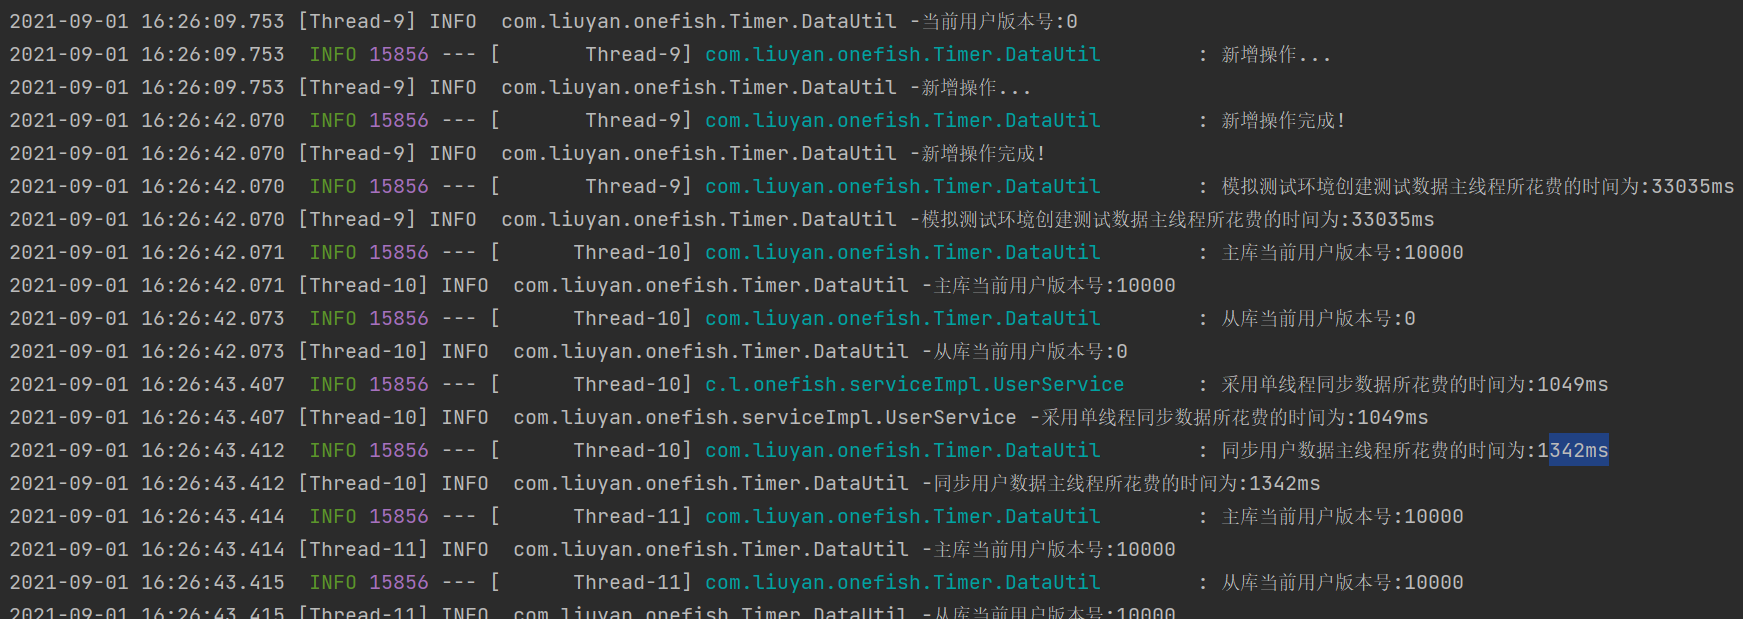 2021-09-01 16:26:09.753 [Thread-9] INFO  com.liuyan.onefish.Timer.DataUtil -当前用户版本号:0
2021-09-01 16:26:09.753  INFO 15856 --- [       Thread-9] com.liuyan.onefish.Timer.DataUtil        : 新增操作...
2021-09-01 16:26:09.753 [Thread-9] INFO  com.liuyan.onefish.Timer.DataUtil -新增操作...
2021-09-01 16:26:42.070  INFO 15856 --- [       Thread-9] com.liuyan.onefish.Timer.DataUtil        : 新增操作完成!
2021-09-01 16:26:42.070 [Thread-9] INFO  com.liuyan.onefish.Timer.DataUtil -新增操作完成!
2021-09-01 16:26:42.070  INFO 15856 --- [       Thread-9] com.liuyan.onefish.Timer.DataUtil        : 模拟测试环境创建测试数据主线程所花费的时间为:33035ms
2021-09-01 16:26:42.070 [Thread-9] INFO  com.liuyan.onefish.Timer.DataUtil -模拟测试环境创建测试数据主线程所花费的时间为:33035ms
2021-09-01 16:26:42.071  INFO 15856 --- [      Thread-10] com.liuyan.onefish.Timer.DataUtil        : 主库当前用户版本号:10000
2021-09-01 16:26:42.071 [Thread-10] INFO  com.liuyan.onefish.Timer.DataUtil -主库当前用户版本号:10000
2021-09-01 16:26:42.073  INFO 15856 --- [      Thread-10] com.liuyan.onefish.Timer.DataUtil        : 从库当前用户版本号:0
2021-09-01 16:26:42.073 [Thread-10] INFO  com.liuyan.onefish.Timer.DataUtil -从库当前用户版本号:0
2021-09-01 16:26:43.407  INFO 15856 --- [      Thread-10] c.l.onefish.serviceImpl.UserService      : 采用单线程同步数据所花费的时间为:1049ms
2021-09-01 16:26:43.407 [Thread-10] INFO  com.liuyan.onefish.serviceImpl.UserService -采用单线程同步数据所花费的时间为:1049ms
2021-09-01 16:26:43.412  INFO 15856 --- [      Thread-10] com.liuyan.onefish.Timer.DataUtil        : 同步用户数据主线程所花费的时间为:1342ms
2021-09-01 16:26:43.412 [Thread-10] INFO  com.liuyan.onefish.Timer.DataUtil -同步用户数据主线程所花费的时间为:1342ms
2021-09-01 16:26:43.414  INFO 15856 --- [      Thread-11] com.liuyan.onefish.Timer.DataUtil        : 主库当前用户版本号:10000
2021-09-01 16:26:43.414 [Thread-11] INFO  com.liuyan.onefish.Timer.DataUtil -主库当前用户版本号:10000
2021-09-01 16:26:43.415  INFO 15856 --- [      Thread-11] com.liuyan.onefish.Timer.DataUtil        : 从库当前用户版本号:10000
2021-09-01 16:26:43.415 [Thread-11] INFO  com.liuyan.onefish.Timer.DataUtil -从库当前用户版本号:10000